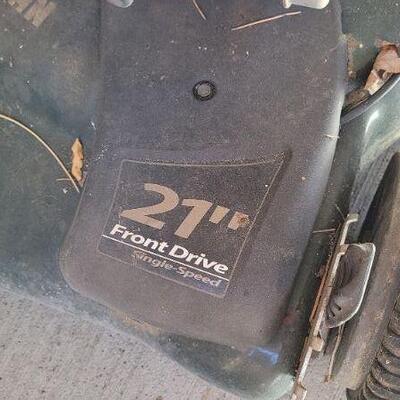 21"
Front Drive
Single-Speed